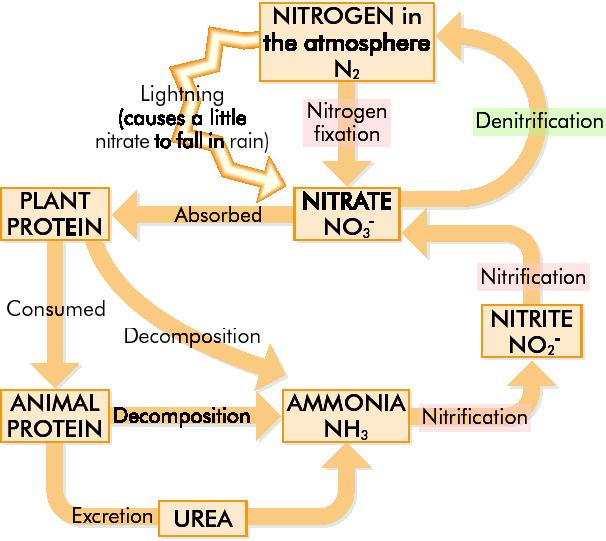 NITROGEN in
the atmosphere
N₂
Lightning
(causes a little
nitrate to fall in rain)
Nitrogen
fixation
Denitrification
PLANT
PROTEIN
Absorbed
NITRATE
NO₃⁻
Nitrification
Consumed
Decomposition
NITRITE
NO₂⁻
ANIMAL
PROTEIN
Decomposition
AMMONIA
NH₃
Nitrification
Excretion
UREA